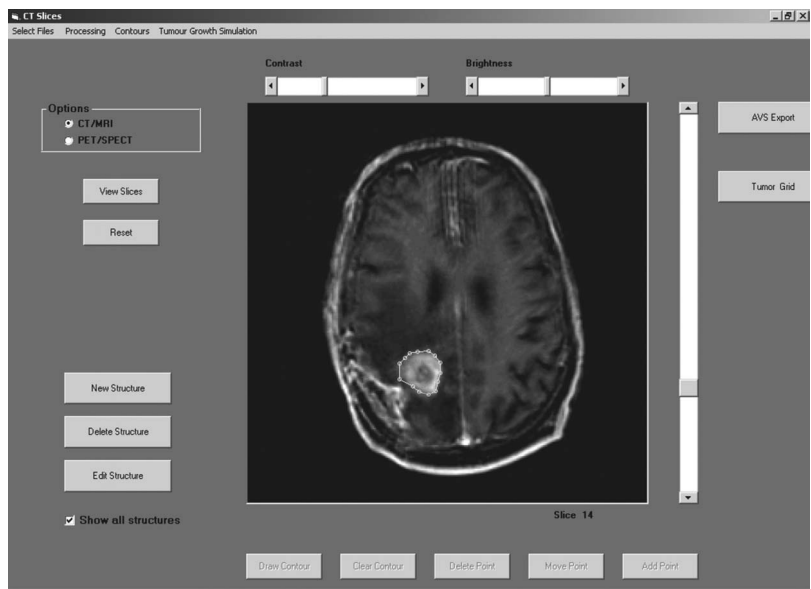 CT Slices
Select Files Processing Contours Tumour Growth Simulation
Contrast Brightness
Options
CT/MRI
PET/SPECT
AVS Export
View Slices
Tumor Grid
Reset
New Structure
Delete Structure
Edit Structure
Show all structures
Slice 14
Draw Contour Clear Contour Delete Point Move Point Add Point